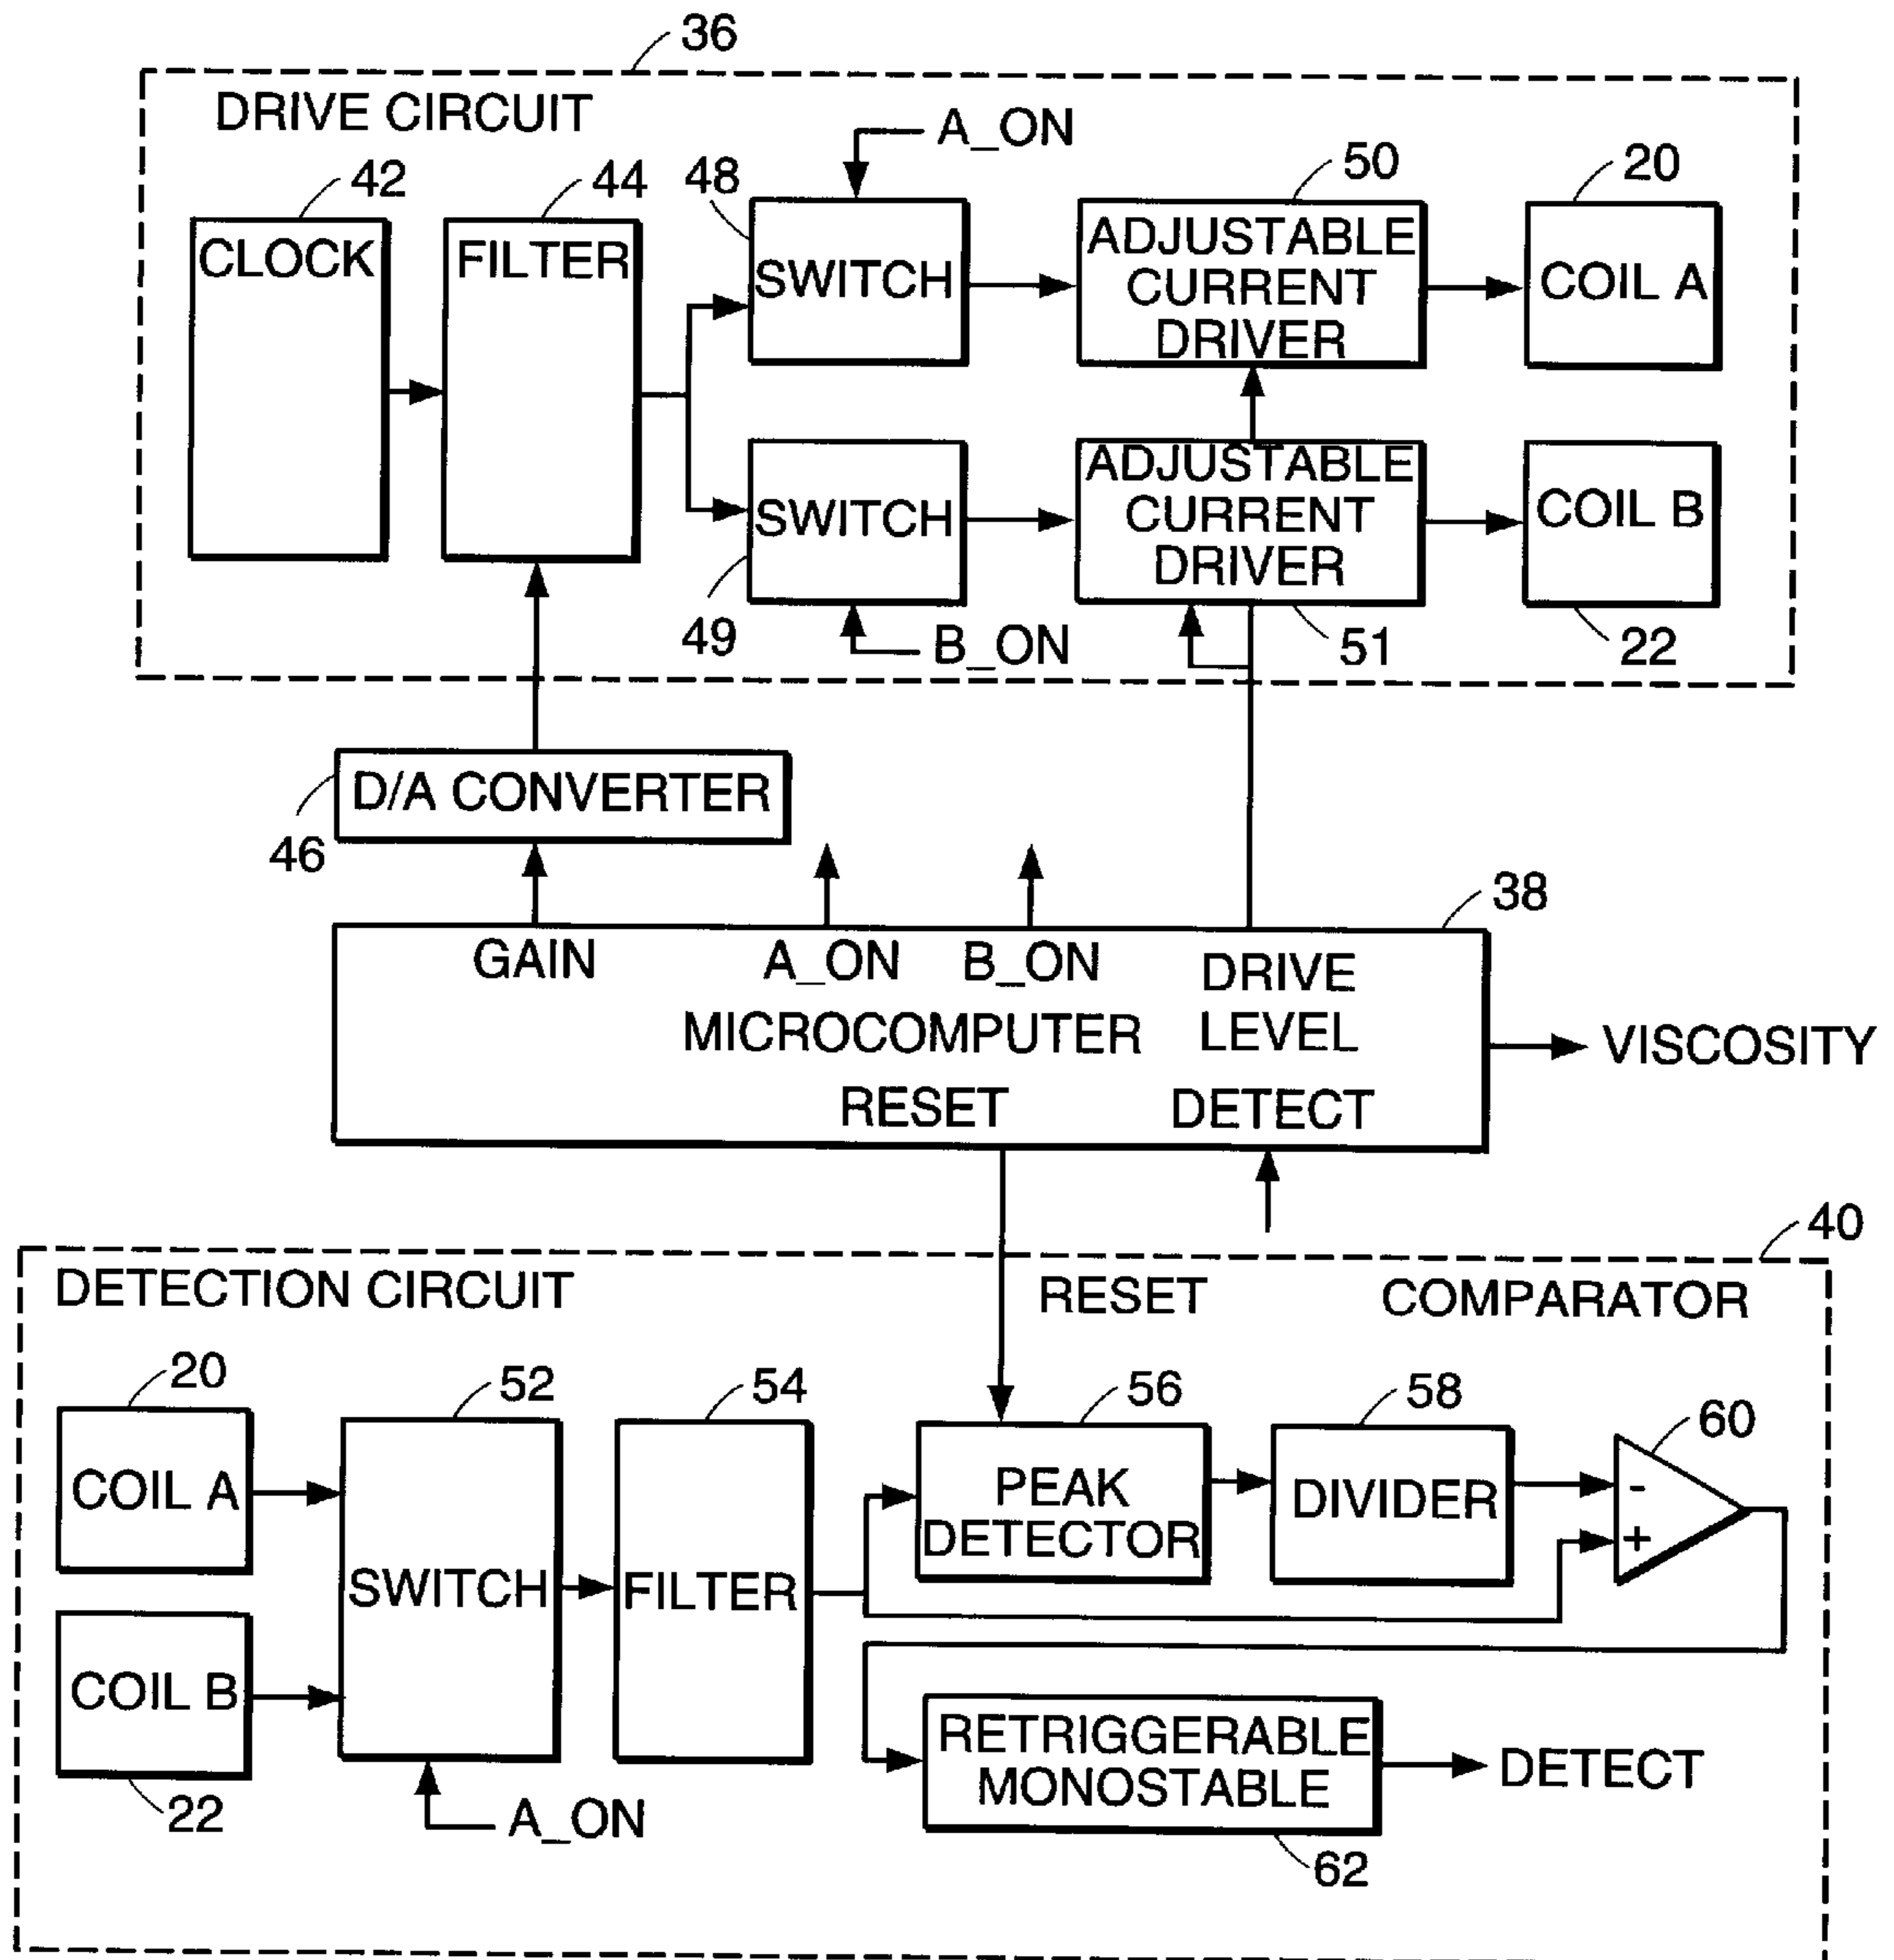 36
DRIVE CIRCUIT
A_ON
42
44
48
50
20
CLOCK
FILTER
SWITCH
ADJUSTABLE
CURRENT
DRIVER
COIL A
SWITCH
ADJUSTABLE
CURRENT
DRIVER
COIL B
49
B_ON
51
22
D/A CONVERTER
46
38
GAIN
A_ON
B_ON
DRIVE
LEVEL
MICROCOMPUTER
VISCOSITY
RESET
DETECT
40
DETECTION CIRCUIT
RESET
COMPARATOR
20
52
54
56
58
60
COIL A
SWITCH
FILTER
PEAK
DETECTOR
DIVIDER
-
+
COIL B
RETRIGGERABLE
MONOSTABLE
DETECT
22
A_ON
62